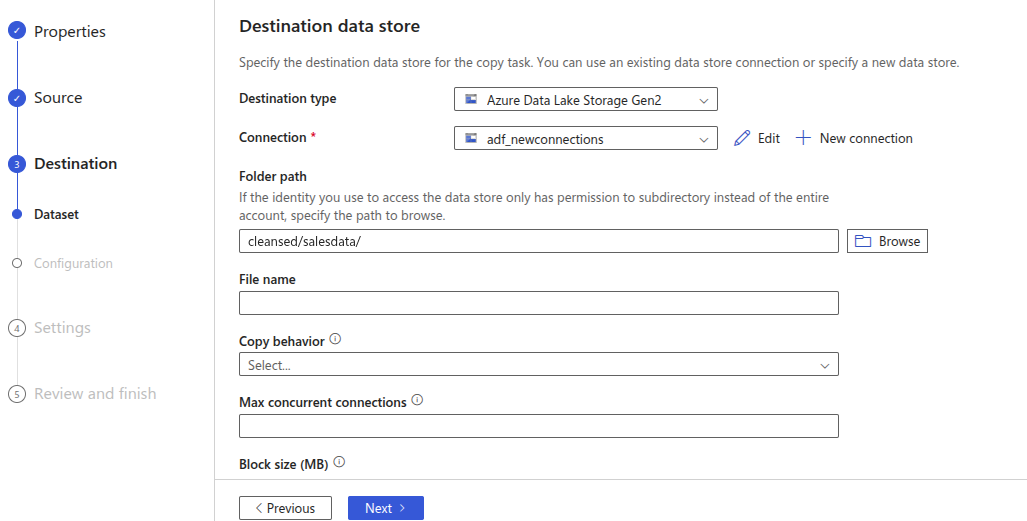 Properties
Source
3 Destination
Dataset
Configuration
4 Settings
5 Review and finish
Destination data store
Specify the destination data store for the copy task. You can use an existing data store connection or specify a new data store.
Destination type
Azure Data Lake Storage Gen2
Connection *
adf_newconnections
Edit
New connection
Folder path
If the identity you use to access the data store only has permission to subdirectory instead of the entire
account, specify the path to browse.
cleansed/salesdata/
Browse
File name
Copy behavior
Select...
Max concurrent connections
Block size (MB)
< Previous
Next >